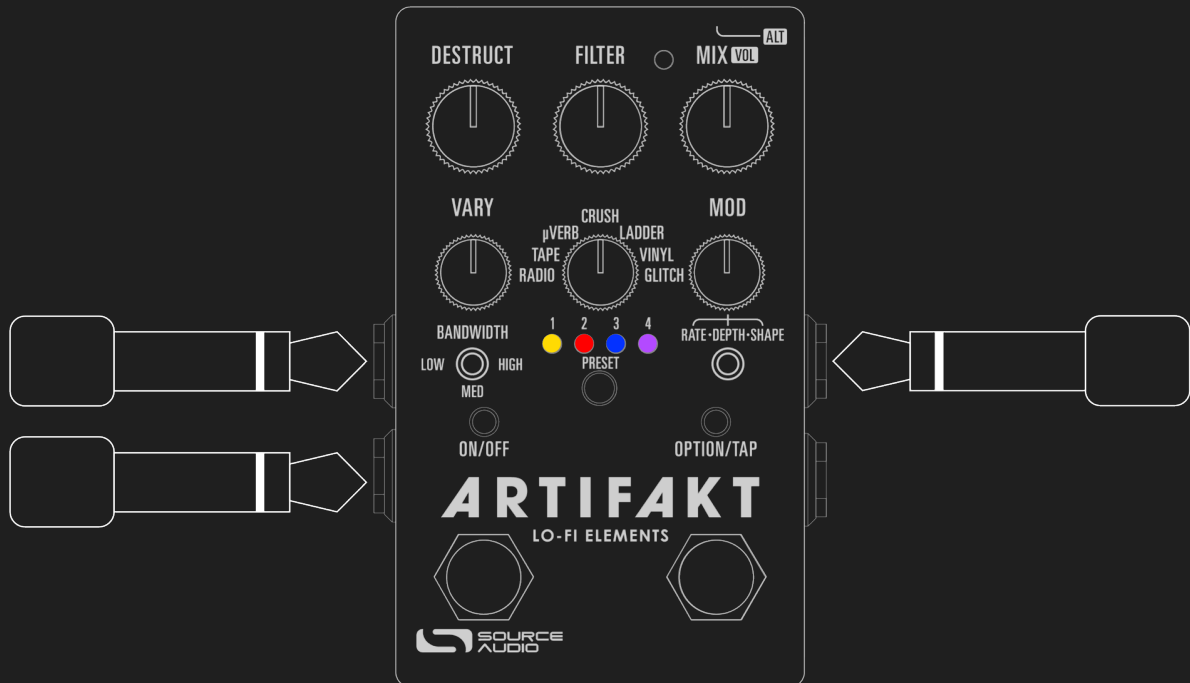 ALT
DESTRUCT
FILTER
MIX VOL
VARY
MOD
CRUSH
µVERB
LADDER
TAPE
VINYL
RADIO
GLITCH
1 2 3 4
BANDWIDTH
RATE•DEPTH•SHAPE
LOW
HIGH
PRESET
MED
ON/OFF
OPTION/TAP
ARTIFAKT
LO-FI ELEMENTS
SOURCE
AUDIO